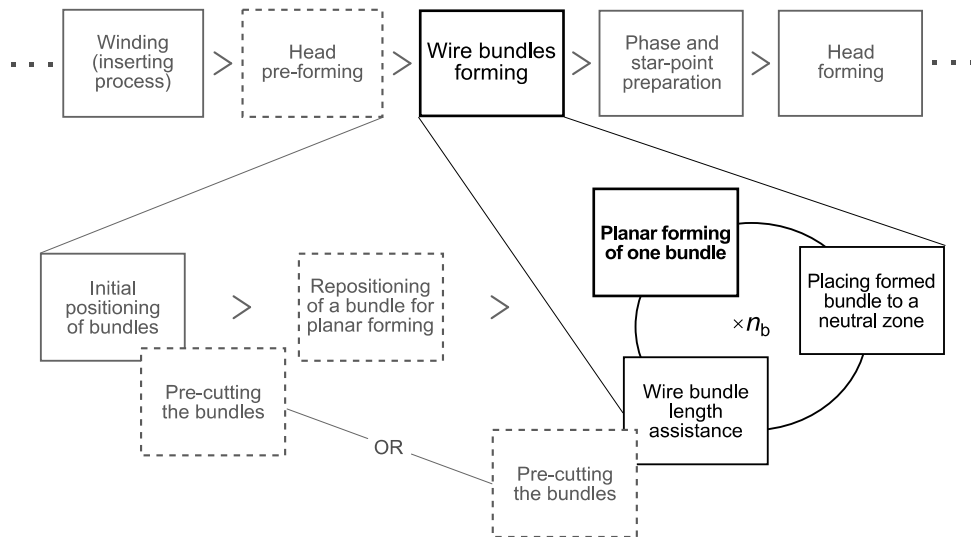 Winding
(inserting
process)
Head
pre-forming
Wire bundles
forming
Phase and
star-point
preparation
Head
forming
Planar forming
of one bundle
Placing formed
bundle to a
neutral zone
Initial
positioning
of bundles
Repositioning
of a bundle for
planar forming
×n_b
Pre-cutting
the bundles
Wire bundle
length
assistance
OR
Pre-cutting
the bundles